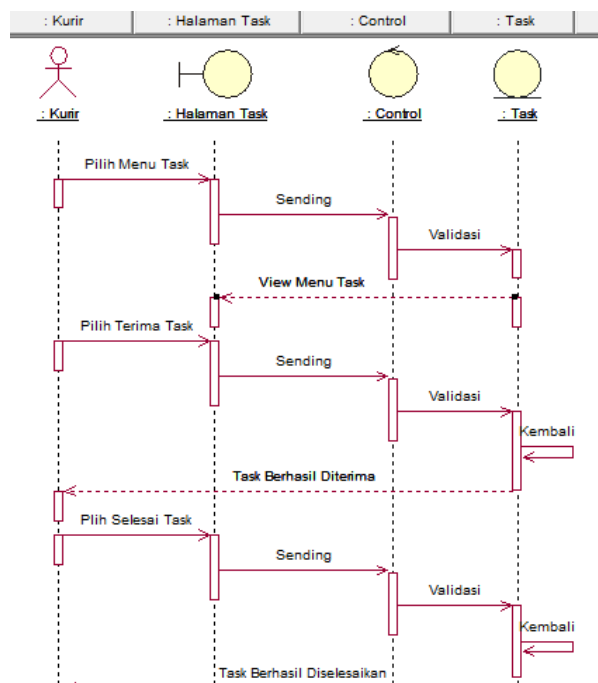 : Kurir
: Halaman Task
: Control
: Task
: Kurir
: Halaman Task
: Control
: Task
Pilih Menu Task
Sending
Validasi
View Menu Task
Pilih Terima Task
Sending
Validasi
Kembali
Task Berhasil Diterima
Plih Selesai Task
Sending
Validasi
Kembali
Task Berhasil Diselesaikan